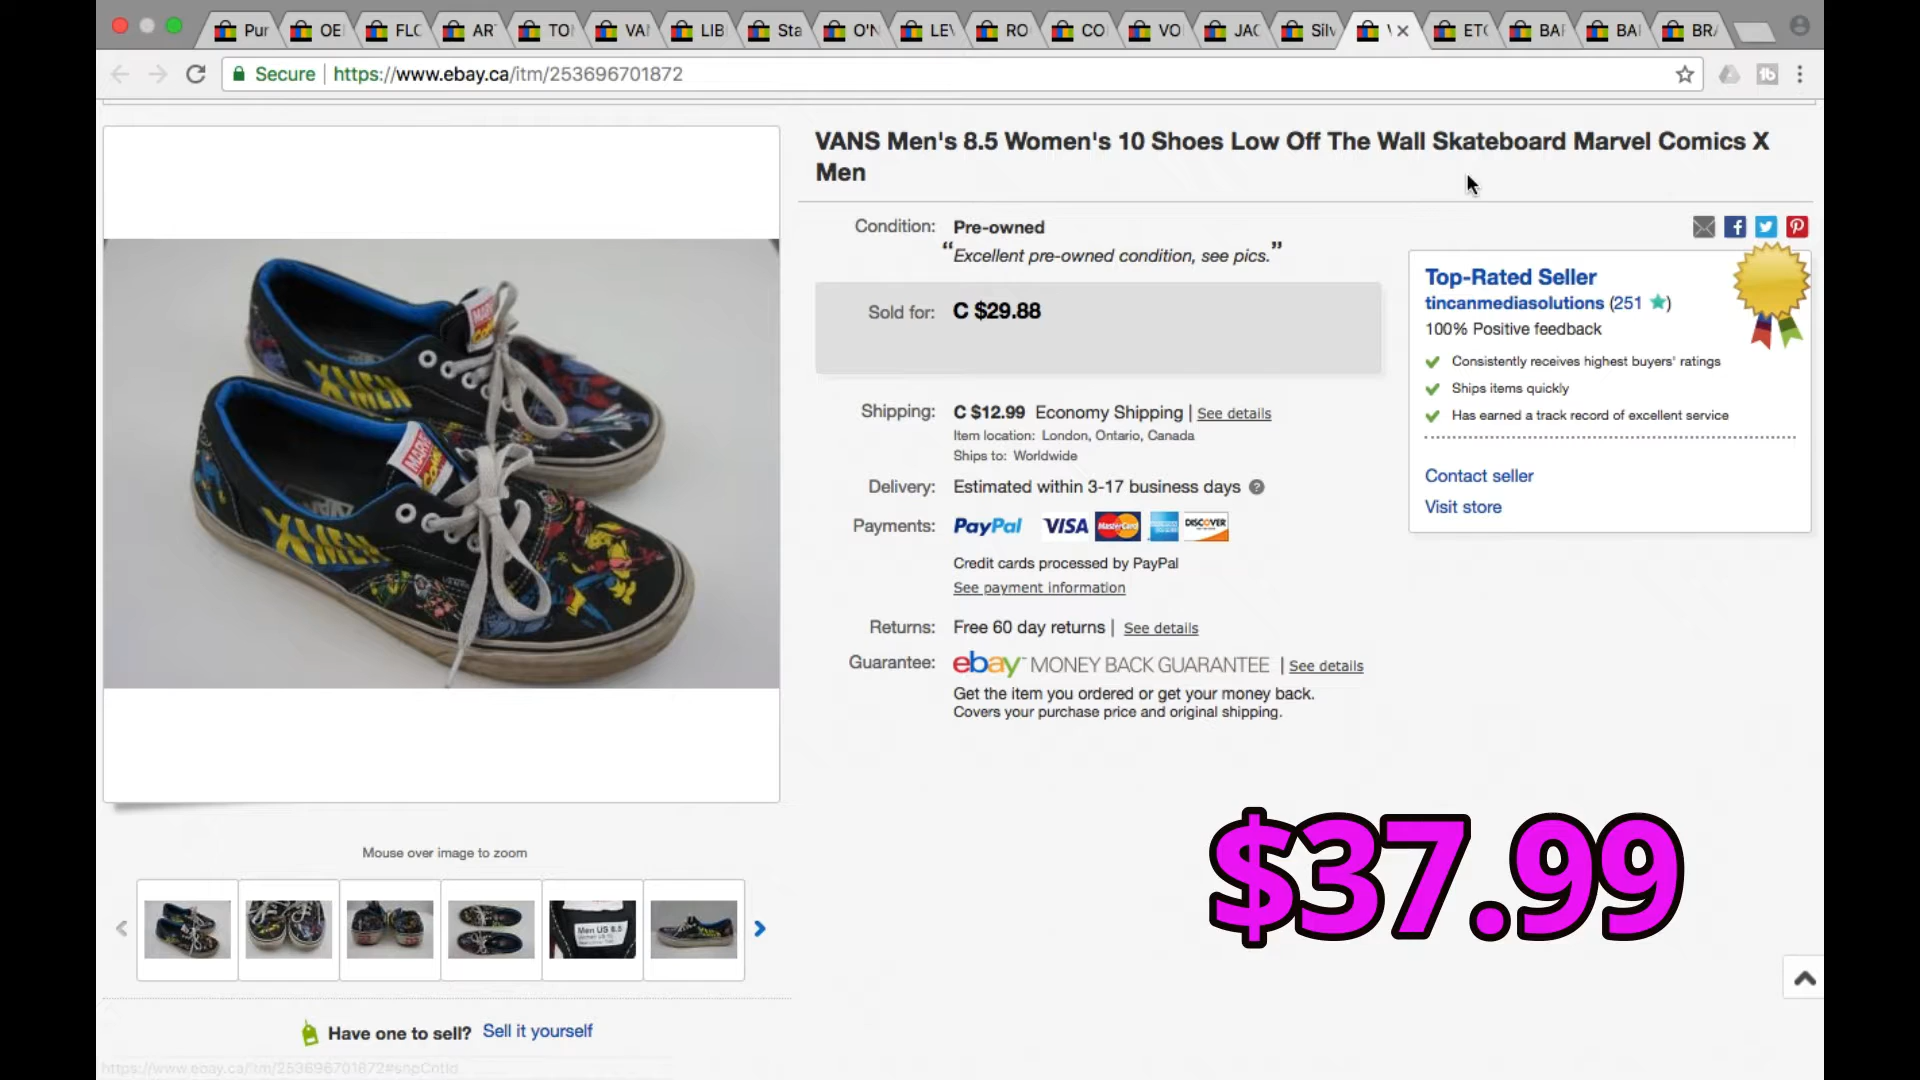 Pur
OE
FLO
AR
TO
VA
LIB
Sta
O'N
LEV
RO
CO
VO
JAC
Silv
V
ETC
BA
BA
BRA
Secure | https://www.ebay.ca/itm/253696701872
VANS Men's 8.5 Women's 10 Shoes Low Off The Wall Skateboard Marvel Comics X
Men
Condition: Pre-owned
“Excellent pre-owned condition, see pics.”
Sold for: C $29.88
Shipping: C $12.99 Economy Shipping | See details
Item location: London, Ontario, Canada
Ships to: Worldwide
Delivery: Estimated within 3-17 business days
Payments: PayPal VISA MasterCard DISCOVER
Credit cards processed by PayPal
See payment information
Returns: Free 60 day returns | See details
Guarantee: ebay MONEY BACK GUARANTEE | See details
Get the item you ordered or get your money back.
Covers your purchase price and original shipping.
Top-Rated Seller
tincanmediasolutions (251)
100% Positive feedback
Consistently receives highest buyers' ratings
Ships items quickly
Has earned a track record of excellent service
Contact seller
Visit store
X-MEN
MARVEL
X-MEN
Mouse over image to zoom
Men US 8.5
$37.99
Have one to sell? Sell it yourself